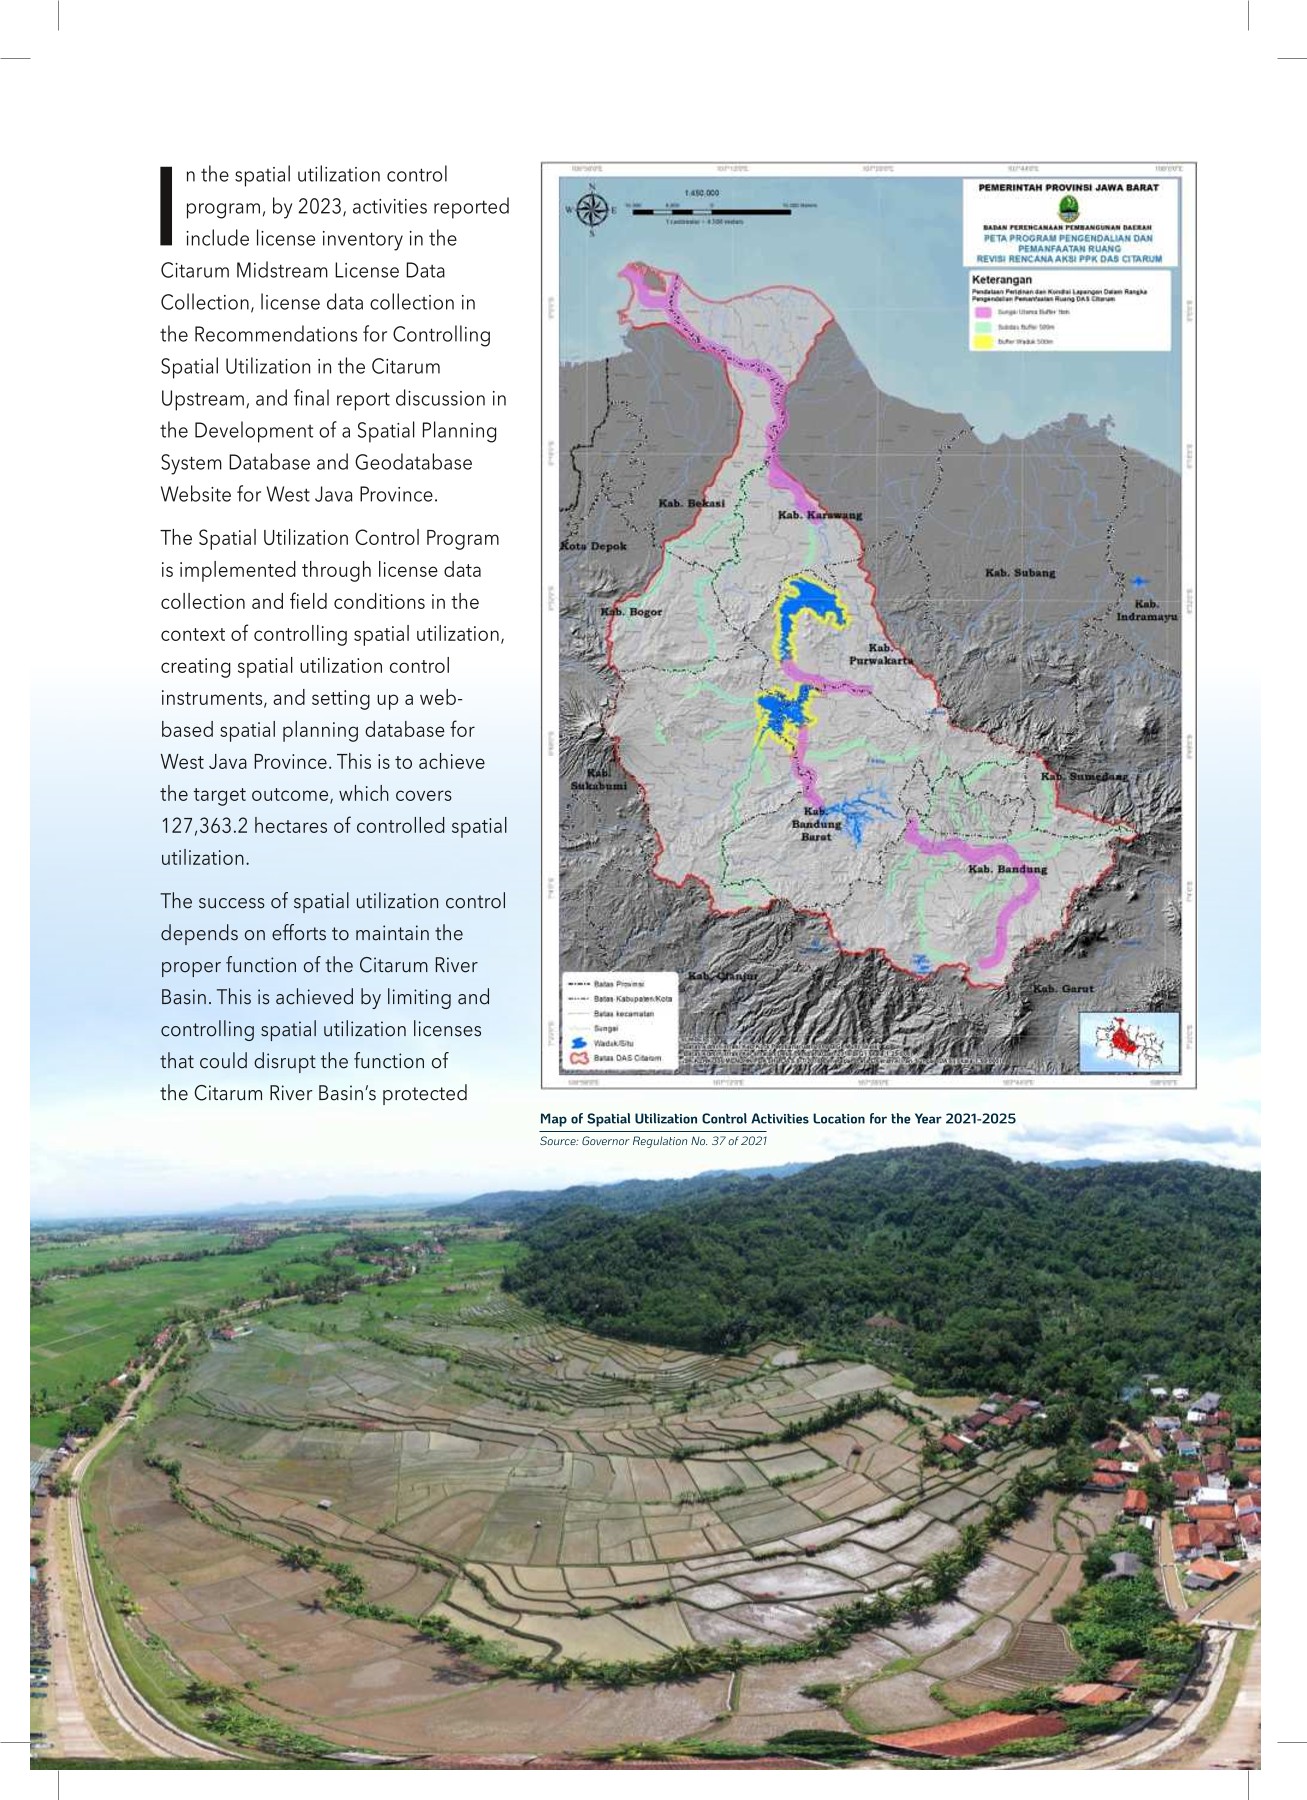 In the spatial utilization control
program, by 2023, activities reported
include license inventory in the
Citarum Midstream License Data
Collection, license data collection in
the Recommendations for Controlling
Spatial Utilization in the Citarum
Upstream, and final report discussion in
the Development of a Spatial Planning
System Database and Geodatabase
Website for West Java Province.
The Spatial Utilization Control Program
is implemented through license data
collection and field conditions in the
context of controlling spatial utilization,
creating spatial utilization control
instruments, and setting up a web-
based spatial planning database for
West Java Province. This is to achieve
the target outcome, which covers
127,363.2 hectares of controlled spatial
utilization.
The success of spatial utilization control
depends on efforts to maintain the
proper function of the Citarum River
Basin. This is achieved by limiting and
controlling spatial utilization licenses
that could disrupt the function of
the Citarum River Basin's protected
N
W E
S
1:450.000
PEMERINTAH PROVINSI JAWA BARAT
BADAN PERENCANAAN PEMBANGUNAN DAERAH
PETA PROGRAM PENGENDALIAN DAN
PEMANFAATAN RUANG
REVISI RENCANA AKSI PPK DAS CITARUM
Keterangan
Pendataan Perizinan dan Kondisi Lapangan Dalam Rangka
Pengendalian Pemanfaatan Ruang DAS Citarum
Sungai Utama Buffer 1km
Subdas Buffer 500m
Buffer Waduk 500m
Kab. Bekasi
Kab. Karawang
Kota Depok
Kab. Subang
Kab. Bogor
Kab.
Indramayu
Kab.
Purwakarta
Kab.
Sukabumi
Kab. Sumedang
Kab.
Bandung
Barat
Kab. Bandung
Kab. Cianjur
Kab. Garut
Batas Provinsi
Batas Kabupaten/Kota
Batas kecamatan
Sungai
Waduk/Situ
Batas DAS Citarum
Map of Spatial Utilization Control Activities Location for the Year 2021-2025
Source: Governor Regulation No. 37 of 2021